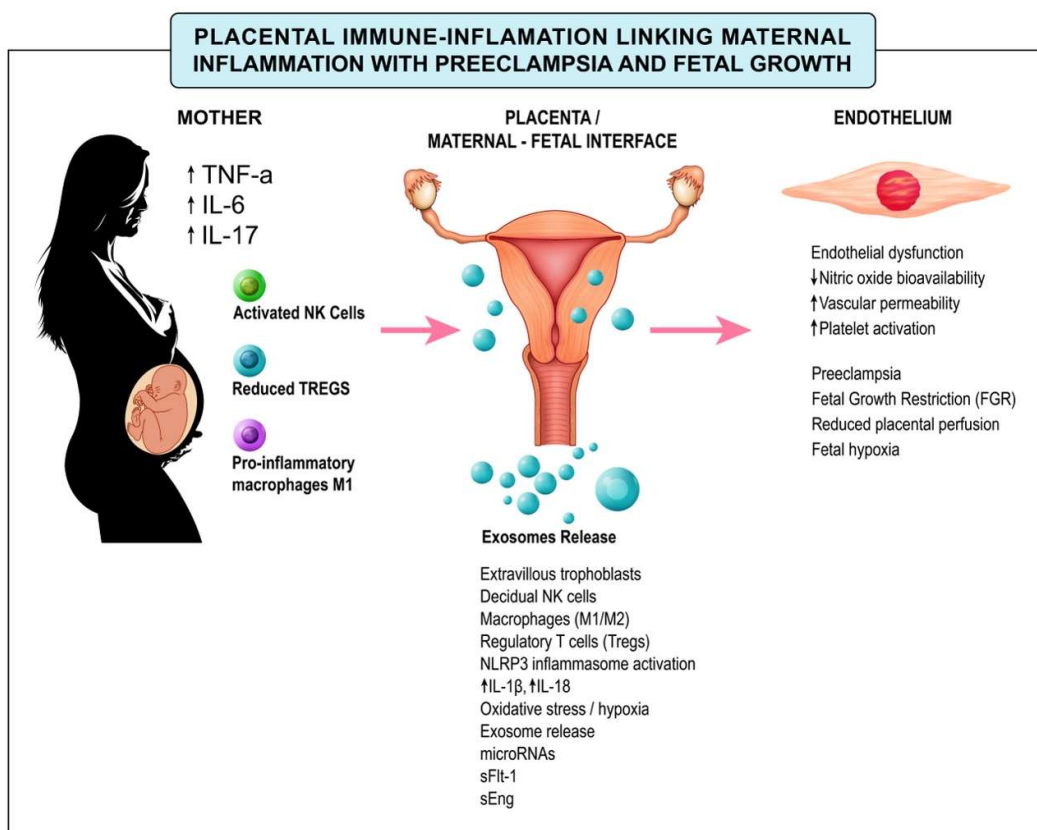 PLACENTAL IMMUNE-INFLAMATION LINKING MATERNAL
INFLAMMATION WITH PREECLAMPSIA AND FETAL GROWTH
MOTHER
↑ TNF-a
↑ IL-6
↑ IL-17
Activated NK Cells
Reduced TREGS
Pro-inflammatory
macrophages M1
PLACENTA /
MATERNAL - FETAL INTERFACE
Exosomes Release
Extravillous trophoblasts
Decidual NK cells
Macrophages (M1/M2)
Regulatory T cells (Tregs)
NLRP3 inflammasome activation
↑IL-1β, ↑IL-18
Oxidative stress / hypoxia
Exosome release
microRNAs
sFlt-1
sEng
ENDOTHELIUM
Endothelial dysfunction
↓Nitric oxide bioavailability
↑Vascular permeability
↑Platelet activation
Preeclampsia
Fetal Growth Restriction (FGR)
Reduced placental perfusion
Fetal hypoxia